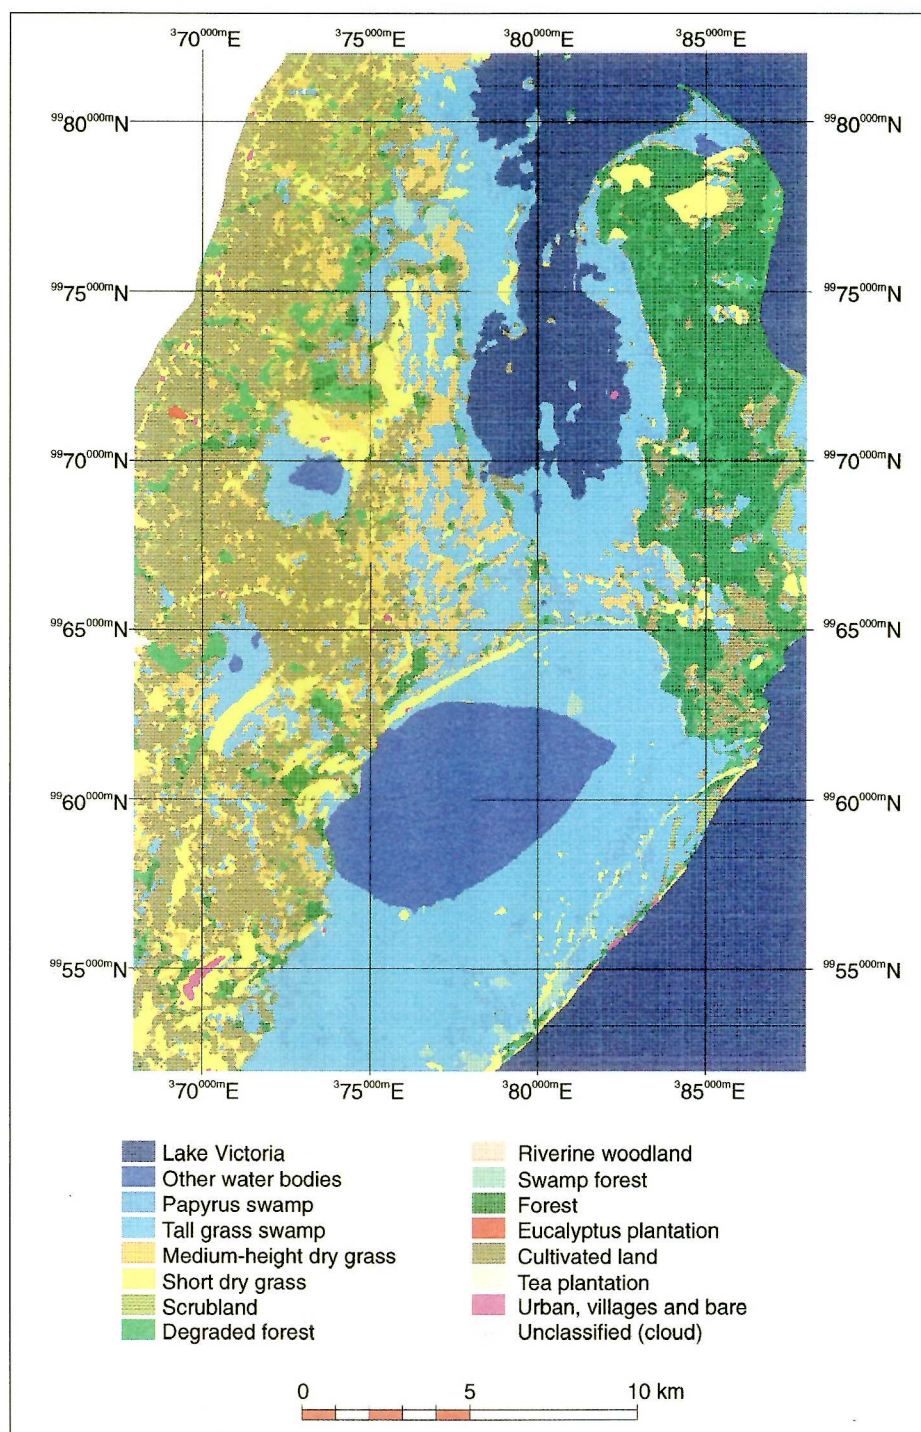 370000mE 375000mE 380000mE 385000mE
9980000mN 9980000mN
9975000mN 9975000mN
9970000mN 9970000mN
9965000mN 9965000mN
9960000mN 9960000mN
9955000mN 9955000mN
370000mE 375000mE 380000mE 385000mE
Lake Victoria
Other water bodies
Papyrus swamp
Tall grass swamp
Medium-height dry grass
Short dry grass
Scrubland
Degraded forest
Riverine woodland
Swamp forest
Forest
Eucalyptus plantation
Cultivated land
Tea plantation
Urban, villages and bare
Unclassified (cloud)
0 5 10 km